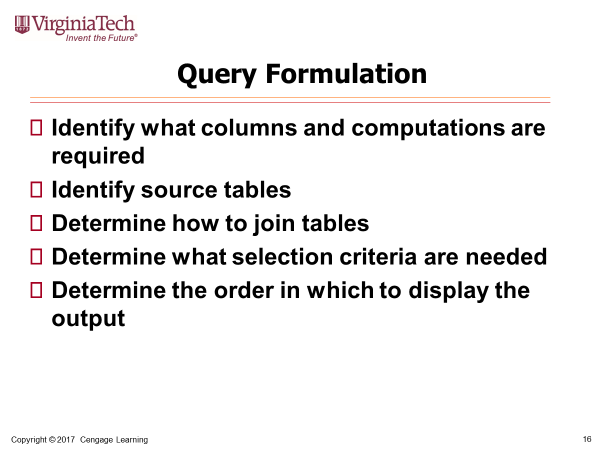 VirginiaTech
1872
Invent the Future®
Query Formulation
Identify what columns and computations are
required
Identify source tables
Determine how to join tables
Determine what selection criteria are needed
Determine the order in which to display the
output
Copyright © 2017 Cengage Learning
16